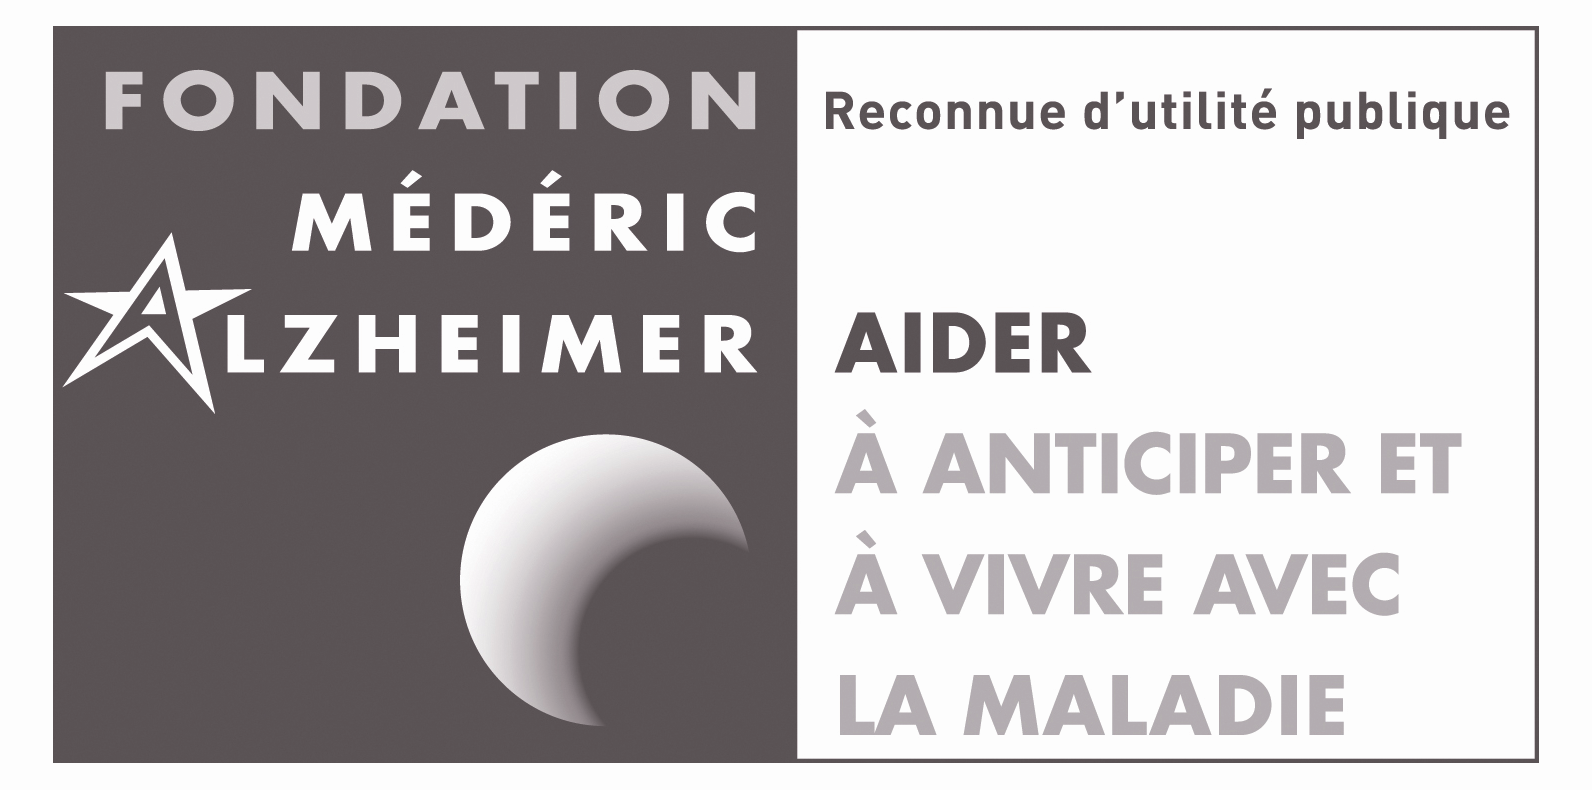 FONDATION
MÉDÉRIC
ALZHEIMER
Reconnue d’utilité publique
AIDER
À ANTICIPER ET
À VIVRE AVEC
LA MALADIE